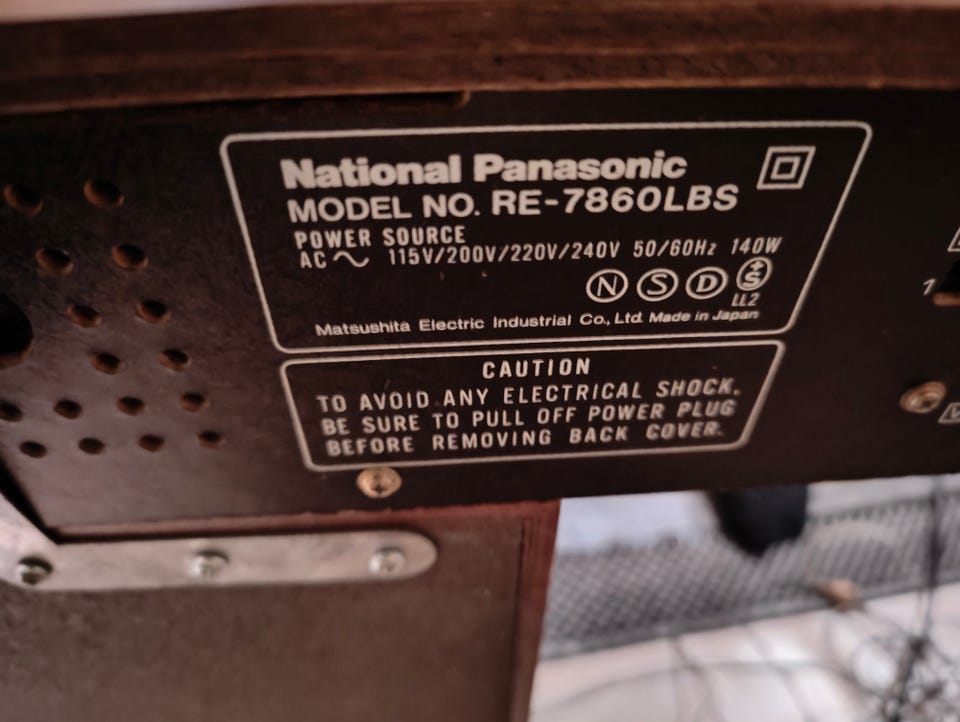 National Panasonic
MODEL NO. RE-7860LBS
POWER SOURCE
AC 115V/200V/220V/240V 50/60Hz 140W
N S D S
LL2
Matsushita Electric Industrial Co., Ltd. Made in Japan
CAUTION
TO AVOID ANY ELECTRICAL SHOCK.
BE SURE TO PULL OFF POWER PLUG
BEFORE REMOVING BACK COVER.